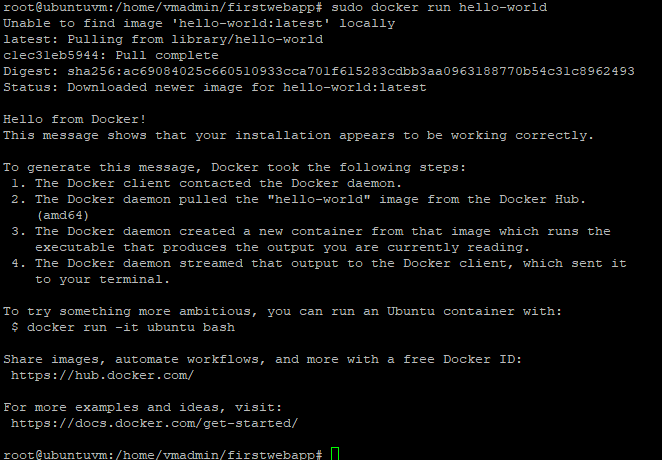 root@ubuntuvm:/home/vmadmin/firstwebapp# sudo docker run hello-world
Unable to find image 'hello-world:latest' locally
latest: Pulling from library/hello-world
c1ec31eb5944: Pull complete
Digest: sha256:ac69084025c660510933cca701f615283cdbb3aa0963188770b54c31c8962493
Status: Downloaded newer image for hello-world:latest

Hello from Docker!
This message shows that your installation appears to be working correctly.

To generate this message, Docker took the following steps:
 1. The Docker client contacted the Docker daemon.
 2. The Docker daemon pulled the "hello-world" image from the Docker Hub.
    (amd64)
 3. The Docker daemon created a new container from that image which runs the
    executable that produces the output you are currently reading.
 4. The Docker daemon streamed that output to the Docker client, which sent it
    to your terminal.

To try something more ambitious, you can run an Ubuntu container with:
 $ docker run -it ubuntu bash

Share images, automate workflows, and more with a free Docker ID:
 https://hub.docker.com/

For more examples and ideas, visit:
 https://docs.docker.com/get-started/

root@ubuntuvm:/home/vmadmin/firstwebapp#